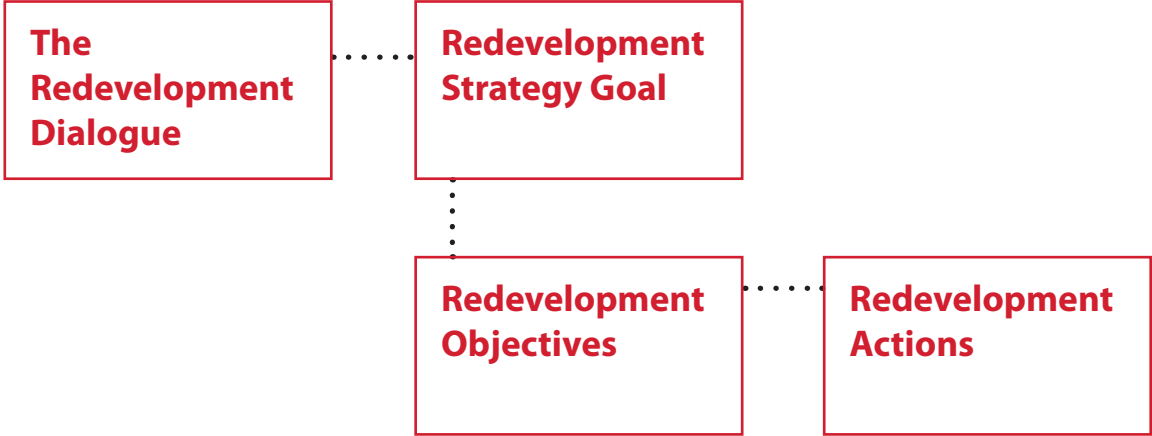 The
Redevelopment
Dialogue
Redevelopment
Strategy Goal
Redevelopment
Objectives
Redevelopment
Actions